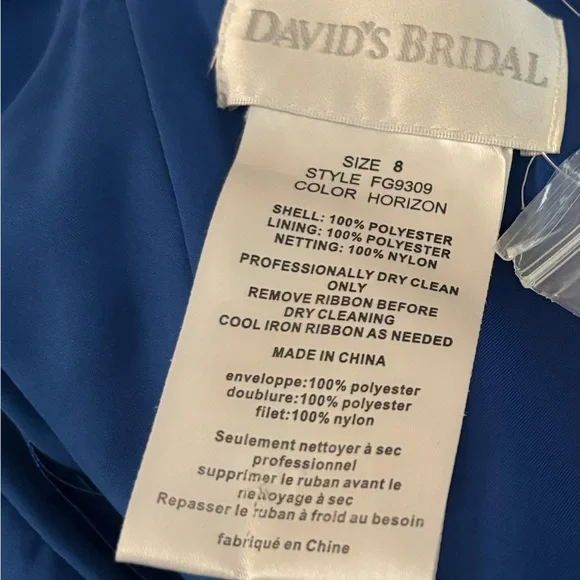 DAVID'S BRIDAL
SIZE 8
STYLE FG9309
COLOR HORIZON
SHELL: 100% POLYESTER
LINING: 100% POLYESTER
NETTING: 100% NYLON
PROFESSIONALLY DRY CLEAN
ONLY
REMOVE RIBBON BEFORE
DRY CLEANING
COOL IRON RIBBON AS NEEDED
MADE IN CHINA
enveloppe:100% polyester
doublure:100% polyester
filet:100% nylon
Seulement nettoyer à sec
professionnel
supprimer le ruban avant le
nettoyage à sec
Repasser le ruban à froid au besoin
fabriqué en Chine